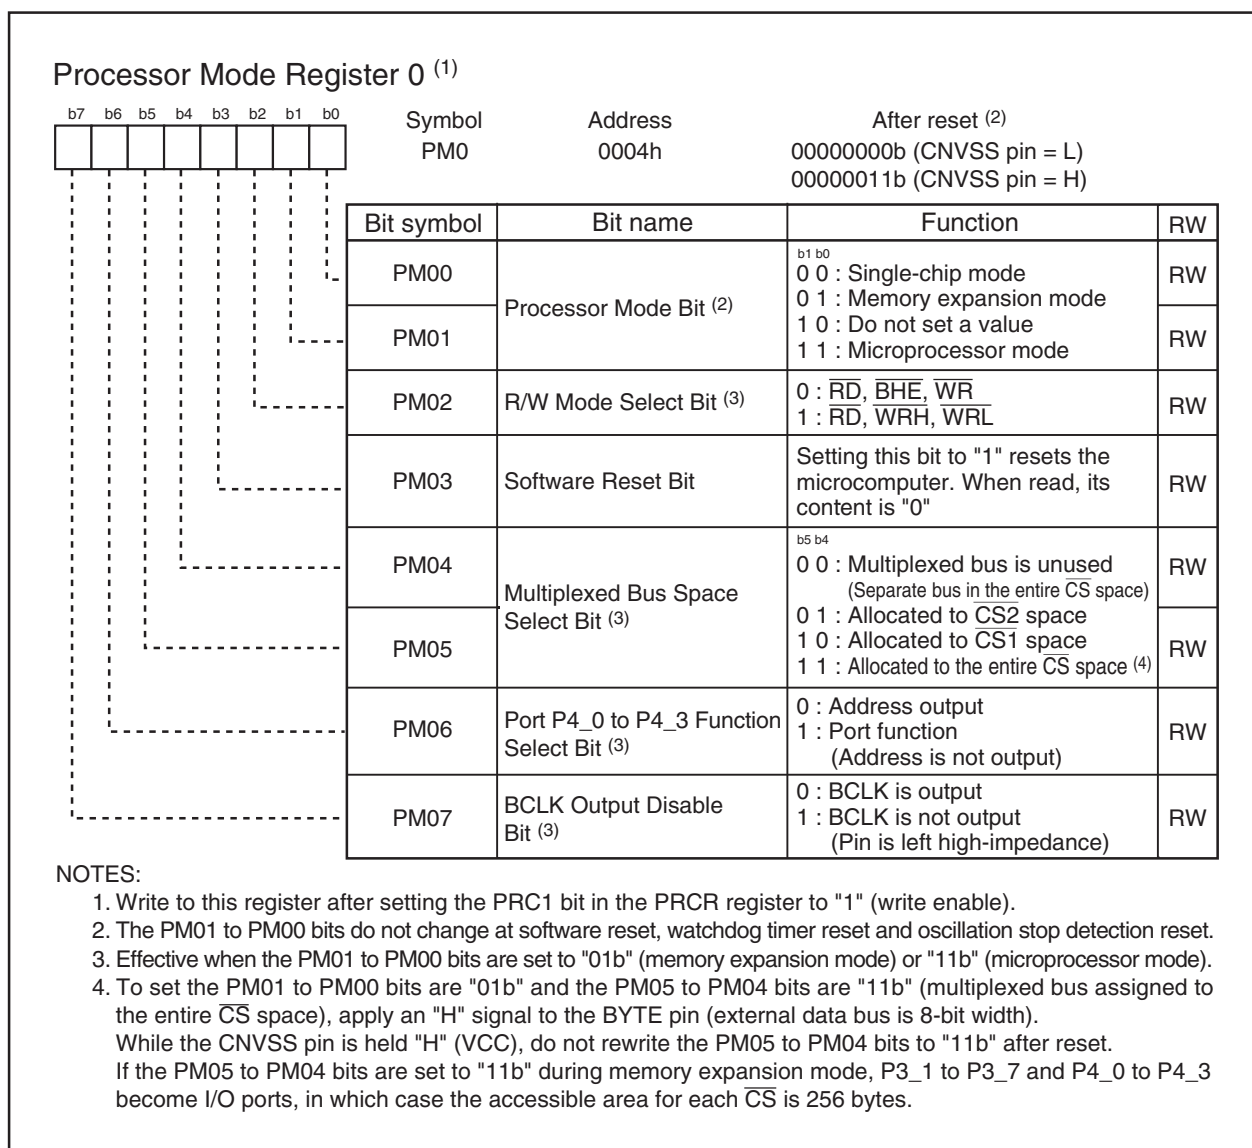 Processor Mode Register 0 (1)
b7 b6 b5 b4 b3 b2 b1 b0
Symbol Address After reset (2)
PM0 0004h 00000000b (CNVSS pin = L)
00000011b (CNVSS pin = H)
Bit symbol Bit name Function RW
PM00 RW
PM01 RW
Processor Mode Bit (2)
b1 b0
0 0 : Single-chip mode
0 1 : Memory expansion mode
1 0 : Do not set a value
1 1 : Microprocessor mode
PM02 R/W Mode Select Bit (3) RW
0 : R̅D̅, B̅H̅E̅, W̅R̅
1 : R̅D̅, W̅R̅H̅, W̅R̅L̅
PM03 Software Reset Bit RW
Setting this bit to "1" resets the
microcomputer. When read, its
content is "0"
PM04 RW
PM05 RW
Multiplexed Bus Space
Select Bit (3)
b5 b4
0 0 : Multiplexed bus is unused
(Separate bus in the entire C̅S̅ space)
0 1 : Allocated to C̅S̅2̅ space
1 0 : Allocated to C̅S̅1̅ space
1 1 : Allocated to the entire C̅S̅ space (4)
PM06 RW
Port P4_0 to P4_3 Function
Select Bit (3)
0 : Address output
1 : Port function
(Address is not output)
PM07 RW
BCLK Output Disable
Bit (3)
0 : BCLK is output
1 : BCLK is not output
(Pin is left high-impedance)
NOTES:
1. Write to this register after setting the PRC1 bit in the PRCR register to "1" (write enable).
2. The PM01 to PM00 bits do not change at software reset, watchdog timer reset and oscillation stop detection reset.
3. Effective when the PM01 to PM00 bits are set to "01b" (memory expansion mode) or "11b" (microprocessor mode).
4. To set the PM01 to PM00 bits are "01b" and the PM05 to PM04 bits are "11b" (multiplexed bus assigned to
the entire C̅S̅ space), apply an "H" signal to the BYTE pin (external data bus is 8-bit width).
While the CNVSS pin is held "H" (VCC), do not rewrite the PM05 to PM04 bits to "11b" after reset.
If the PM05 to PM04 bits are set to "11b" during memory expansion mode, P3_1 to P3_7 and P4_0 to P4_3
become I/O ports, in which case the accessible area for each C̅S̅ is 256 bytes.